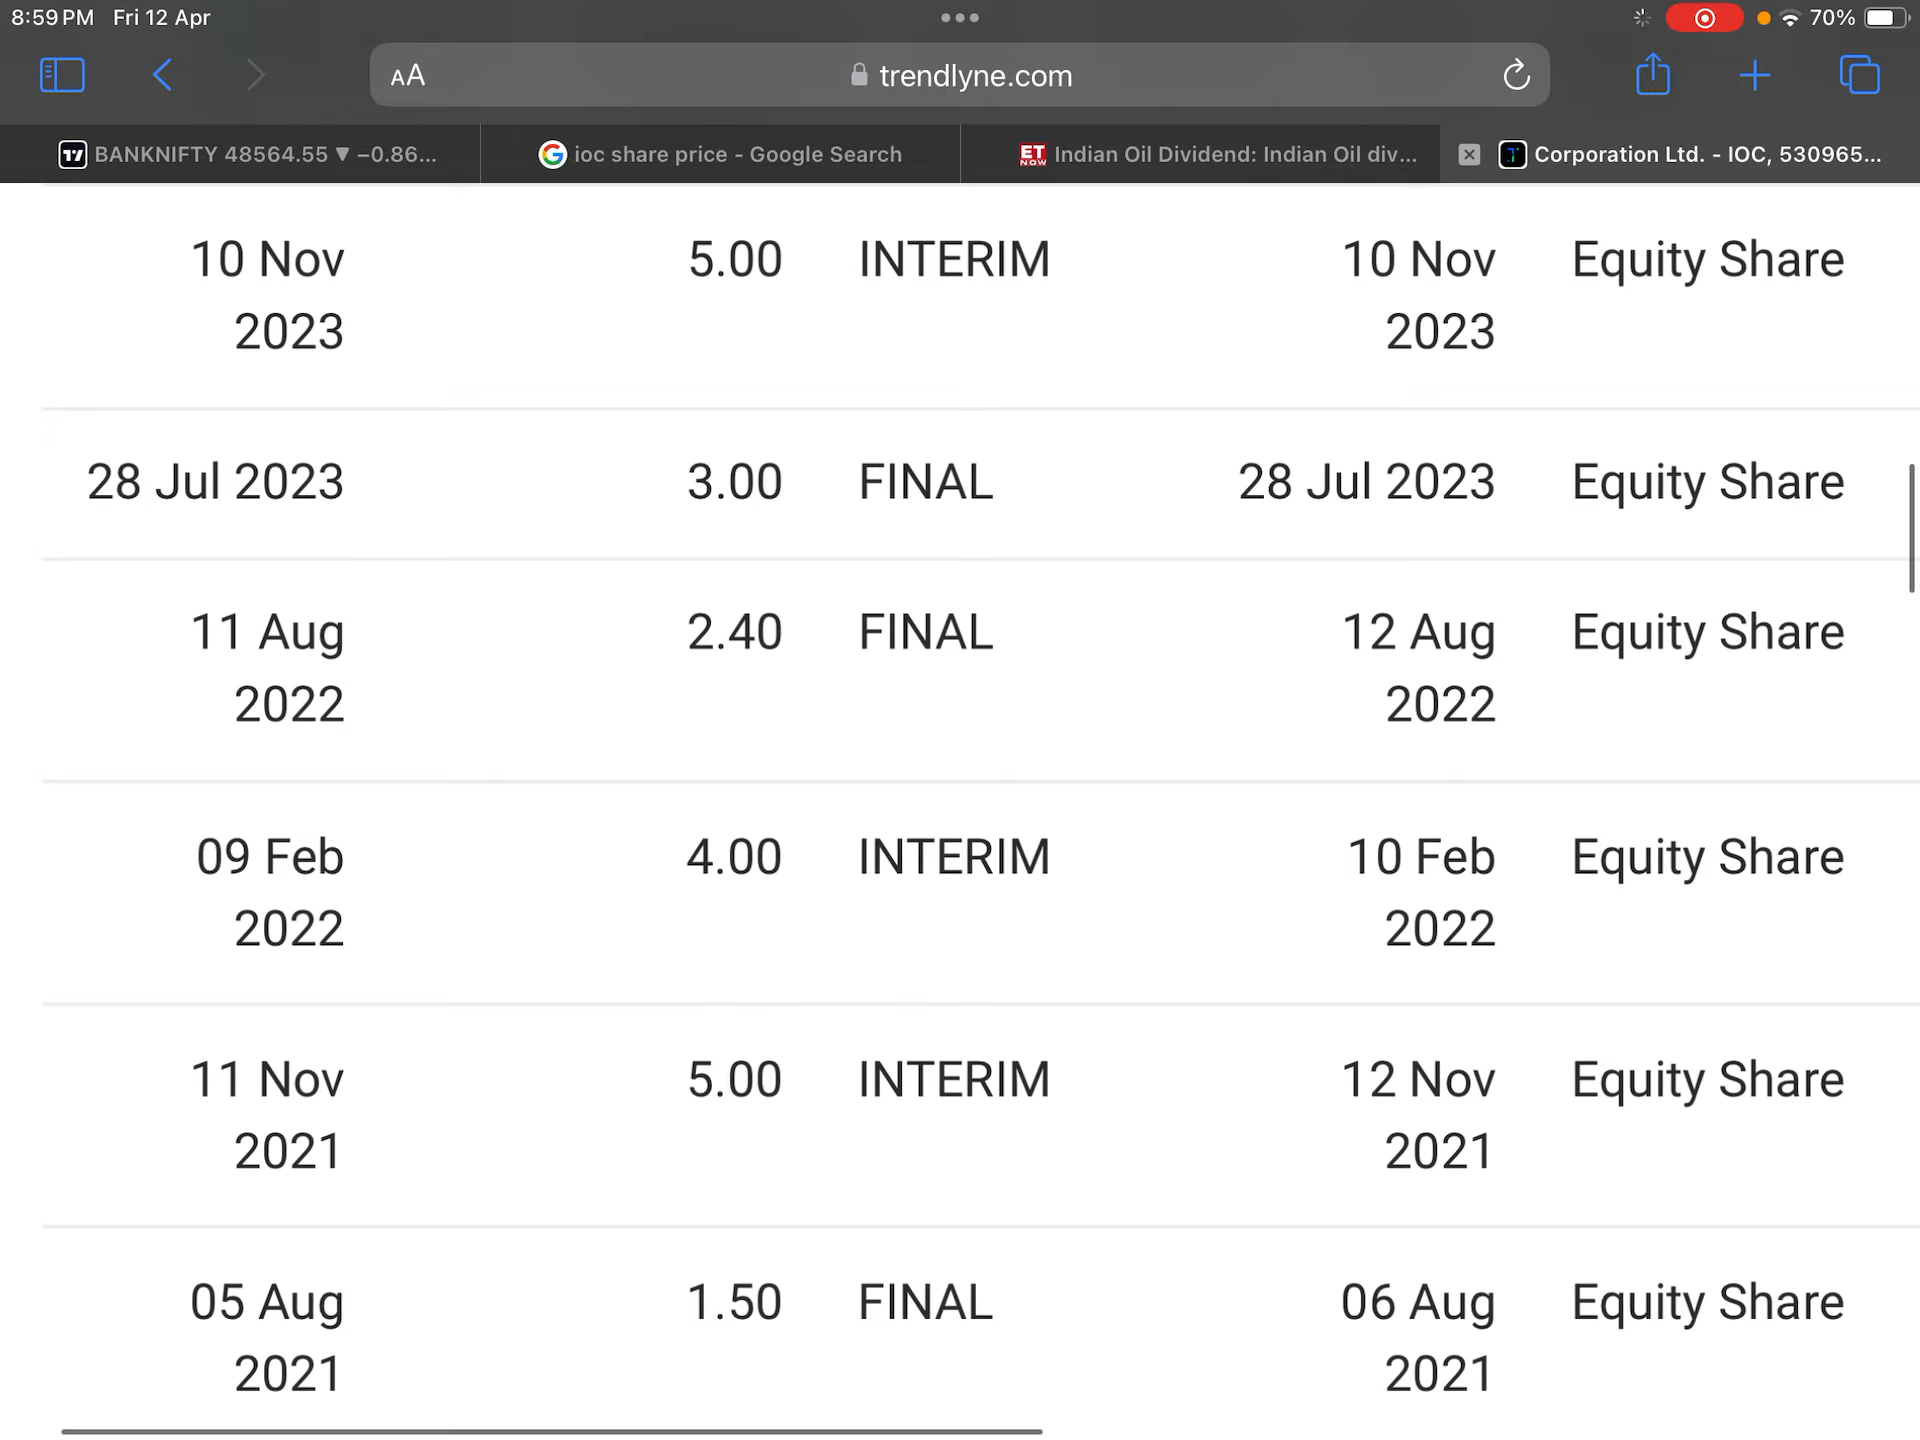 8:59 PM Fri 12 Apr 70%
AA trendlyne.com
BANKNIFTY 48564.55 ▼ −0.86... ioc share price - Google Search ET NOW Indian Oil Dividend: Indian Oil div... Corporation Ltd. - IOC, 530965...
10 Nov 2023 5.00 INTERIM 10 Nov 2023 Equity Share
28 Jul 2023 3.00 FINAL 28 Jul 2023 Equity Share
11 Aug 2022 2.40 FINAL 12 Aug 2022 Equity Share
09 Feb 2022 4.00 INTERIM 10 Feb 2022 Equity Share
11 Nov 2021 5.00 INTERIM 12 Nov 2021 Equity Share
05 Aug 2021 1.50 FINAL 06 Aug 2021 Equity Share